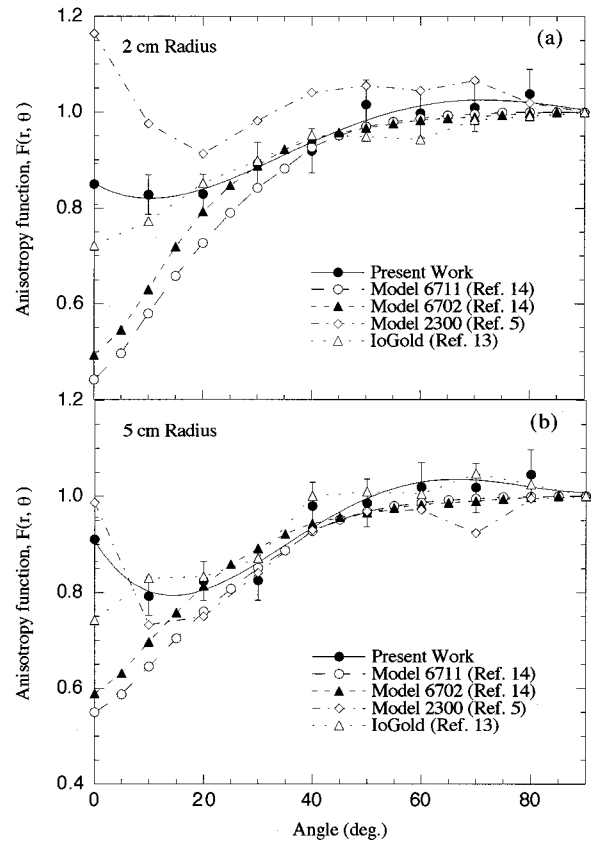 1.2
2 cm Radius
(a)
1.0
0.8
0.6
Anisotropy function, F(r, θ)
Present Work
Model 6711 (Ref. 14)
Model 6702 (Ref. 14)
Model 2300 (Ref. 5)
IoGold (Ref. 13)
1.2
5 cm Radius
(b)
1.0
0.8
0.6
0.4
Anisotropy function, F(r, θ)
Present Work
Model 6711 (Ref. 14)
Model 6702 (Ref. 14)
Model 2300 (Ref. 5)
IoGold (Ref. 13)
0 20 40 60 80
Angle (deg.)